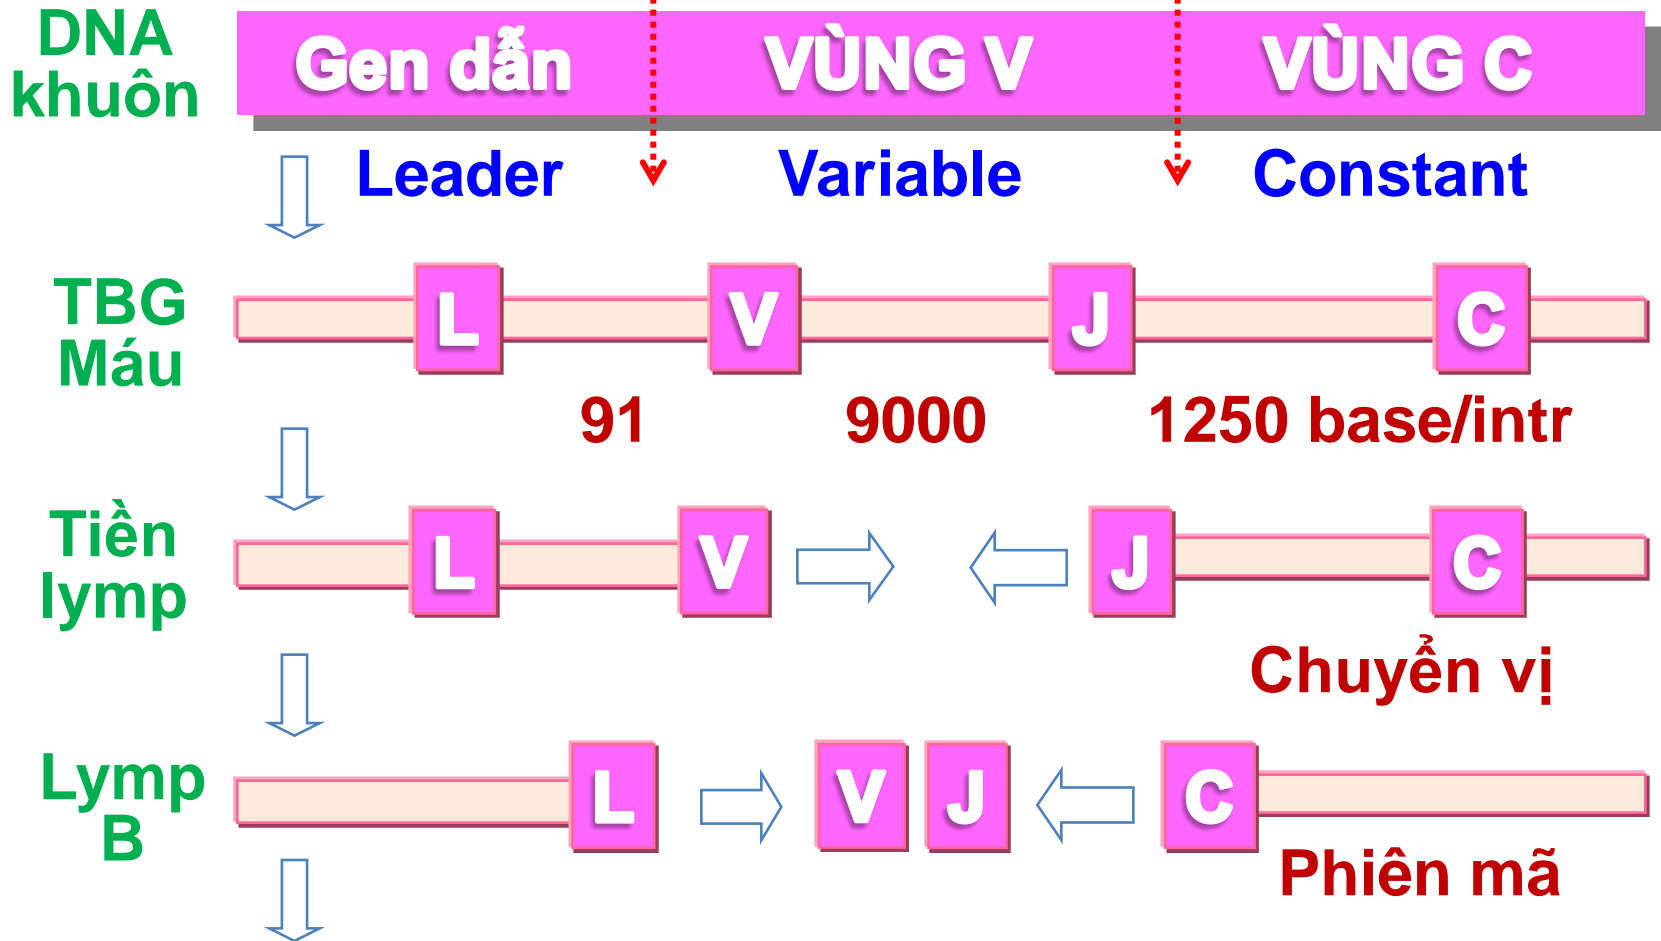 DNA
khuôn
Gen dẫn
VÙNG V
VÙNG C
Leader
Variable
Constant
TBG
Máu
L
V
J
C
91
9000
1250 base/intr
Tiền
lymp
L
V
J
C
Chuyển vị
Lymp
B
L
V
J
C
Phiên mã